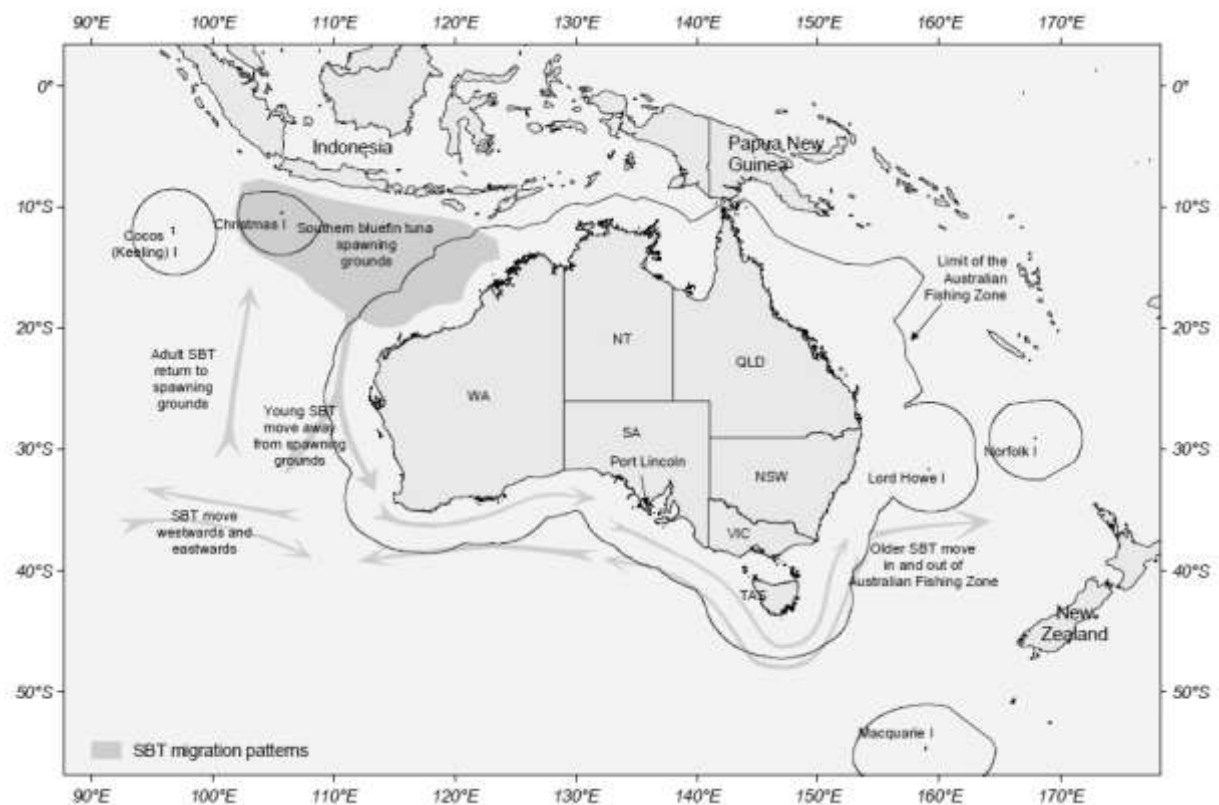 90°E 100°E 110°E 120°E 130°E 140°E 150°E 160°E 170°E
0° 0°
Indonesia
Papua New
Guinea
10°S 10°S
Christmas I
Cocos
(Keeling) I
Southern bluefin tuna
spawning
grounds
Limit of the
Australian
Fishing Zone
20°S 20°S
Adult SBT
return to
spawning
grounds
NT
QLD
WA
Young SBT
move away
from spawning
grounds
SA
Port Lincoln
30°S 30°S
NSW
Lord Howe I
Norfolk I
SBT move
westwards and
eastwards
VIC
Older SBT move
in and out of
Australian Fishing Zone
40°S 40°S
TAS
New
Zealand
50°S 50°S
Macquarie I
SBT migration patterns
90°E 100°E 110°E 120°E 130°E 140°E 150°E 160°E 170°E